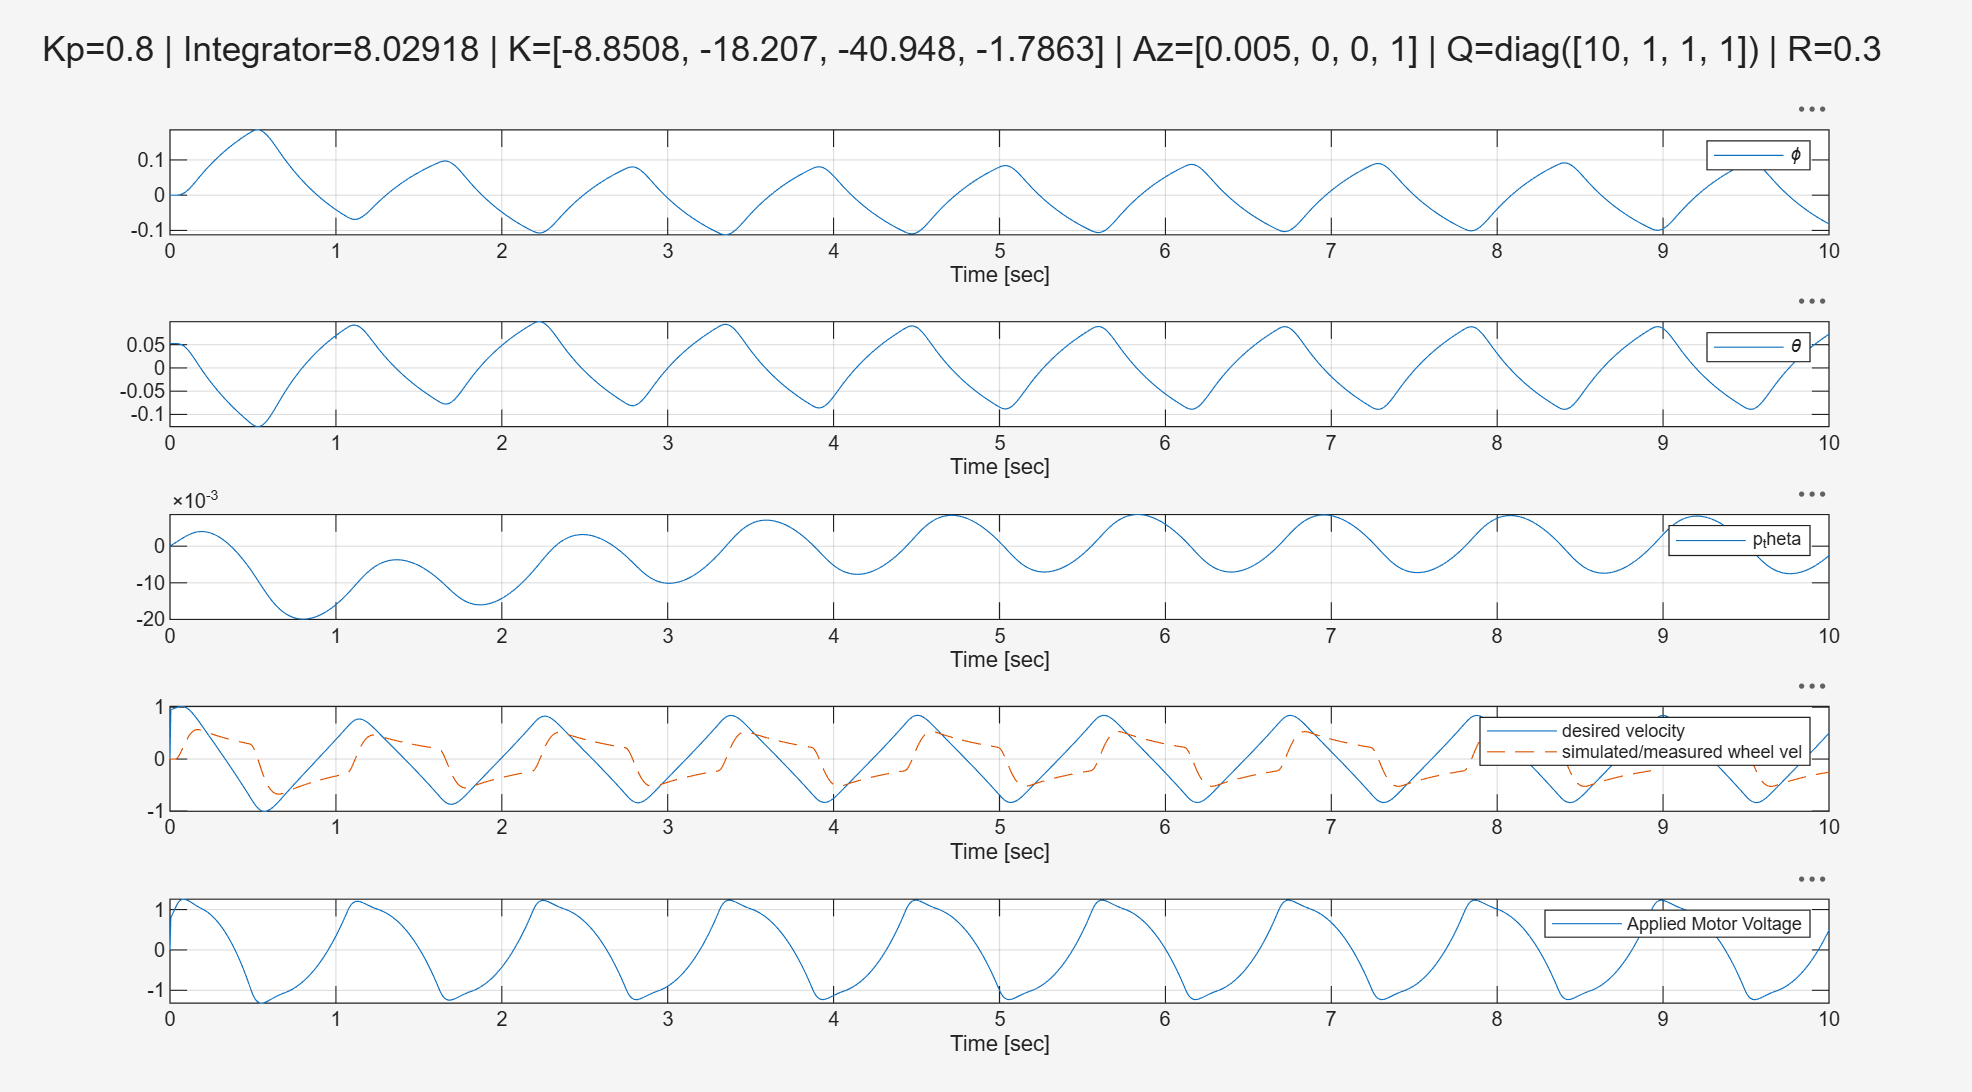 Kp=0.8 | Integrator=8.02918 | K=[-8.8508, -18.207, -40.948, -1.7863] | Az=[0.005, 0, 0, 1] | Q=diag([10, 1, 1, 1]) | R=0.3
0.1
0
-0.1
ϕ
0 1 2 3 4 5 6 7 8 9 10
Time [sec]
0.05
0
-0.05
-0.1
θ
0 1 2 3 4 5 6 7 8 9 10
Time [sec]
×10⁻³
0
-10
-20
pₜheta
0 1 2 3 4 5 6 7 8 9 10
Time [sec]
1
0
-1
desired velocity
simulated/measured wheel vel
0 1 2 3 4 5 6 7 8 9 10
Time [sec]
1
0
-1
Applied Motor Voltage
0 1 2 3 4 5 6 7 8 9 10
Time [sec]